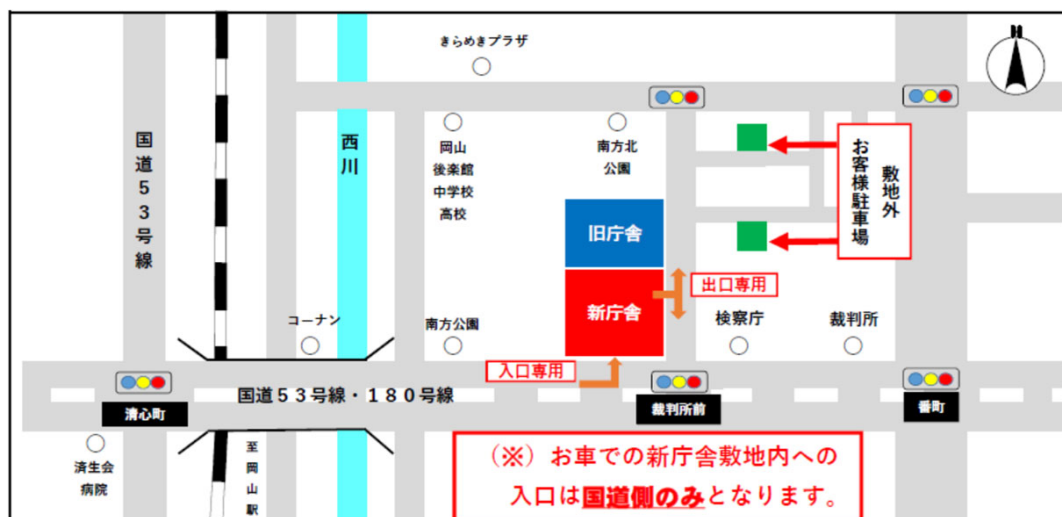 きらめきプラザ
N
国道53号線
西川
岡山
後楽館
中学校
高校
南方北
公園
敷地外
お客様駐車場
旧庁舎
新庁舎
出口専用
コーナン
南方公園
検察庁
裁判所
入口専用
国道53号線・180号線
清心町
裁判所前
番町
済生会
病院
至岡山駅
(※)お車での新庁舎敷地内への
入口は国道側のみとなります。